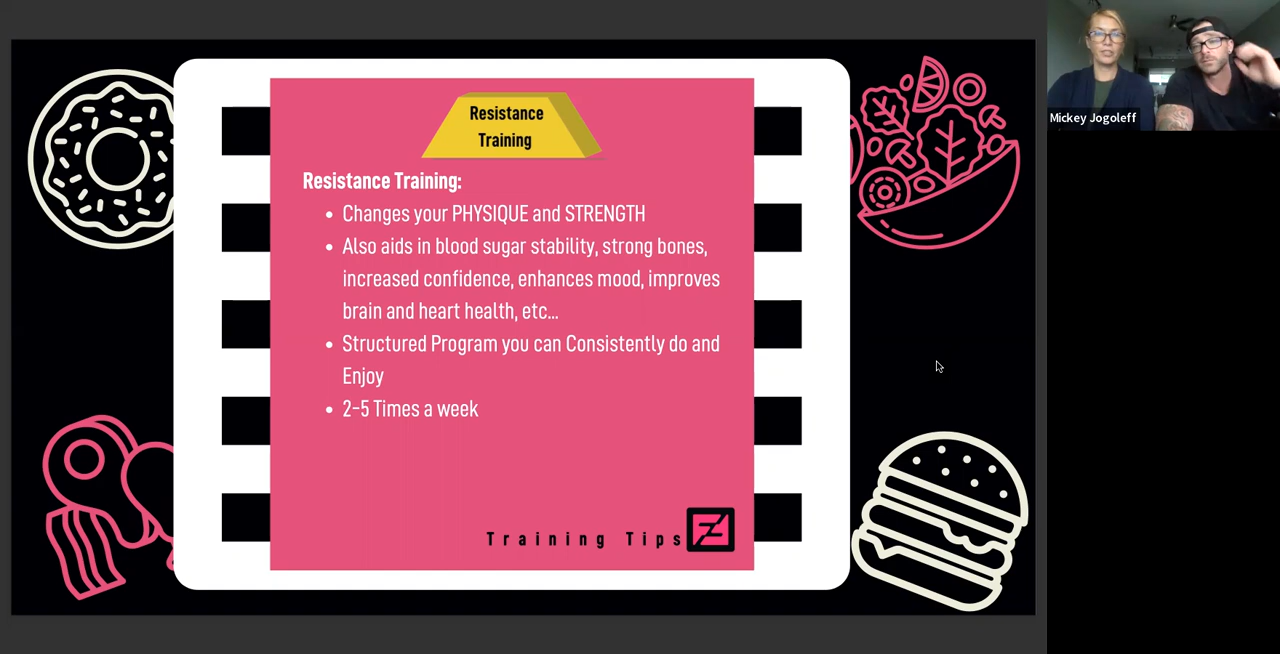 Resistance
Training
Resistance Training:
• Changes your PHYSIQUE and STRENGTH
• Also aids in blood sugar stability, strong bones,
increased confidence, enhances mood, improves
brain and heart health, etc...
• Structured Program you can Consistently do and
Enjoy
• 2-5 Times a week
Training Tips
Mickey Jogoleff